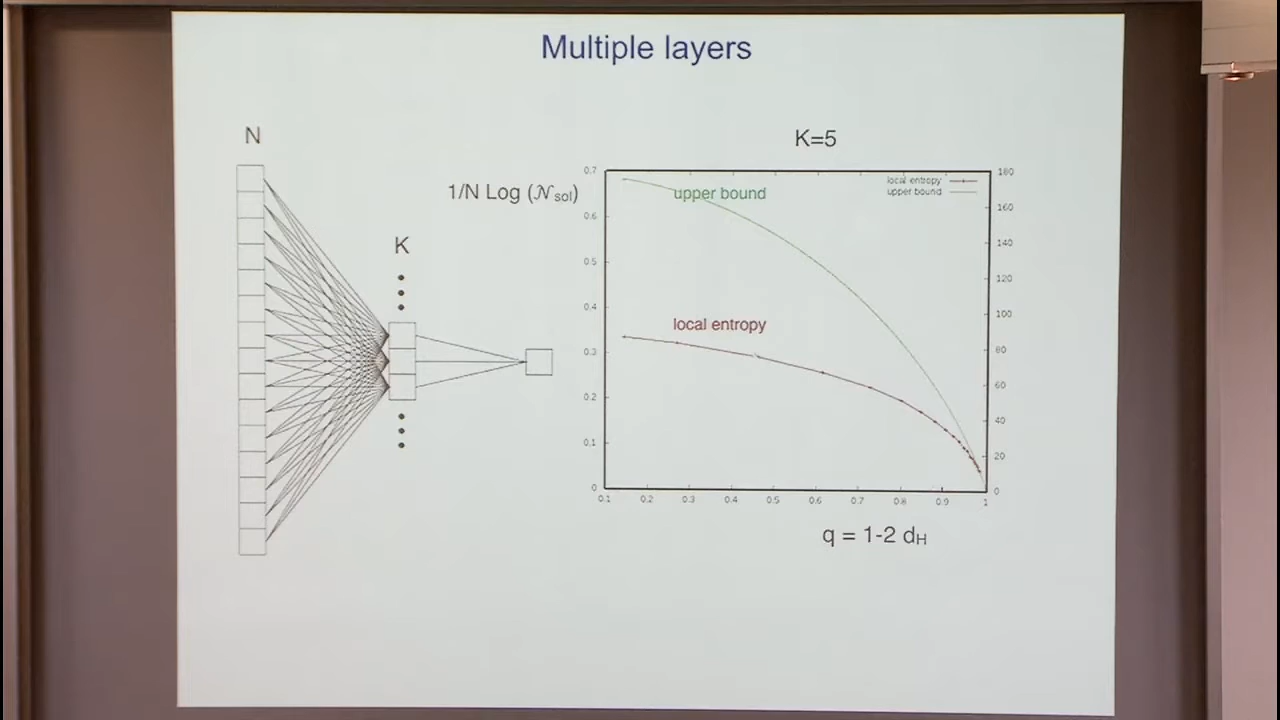 Multiple layers
N
K=5
K
1/N Log (𝒩sol)
upper bound
local entropy
local entropy
upper bound
0.7
0.6
0.5
0.4
0.3
0.2
0.1
0
180
160
140
120
100
80
60
40
20
0
0.1 0.2 0.3 0.4 0.5 0.6 0.7 0.8 0.9 1
q = 1-2 dH